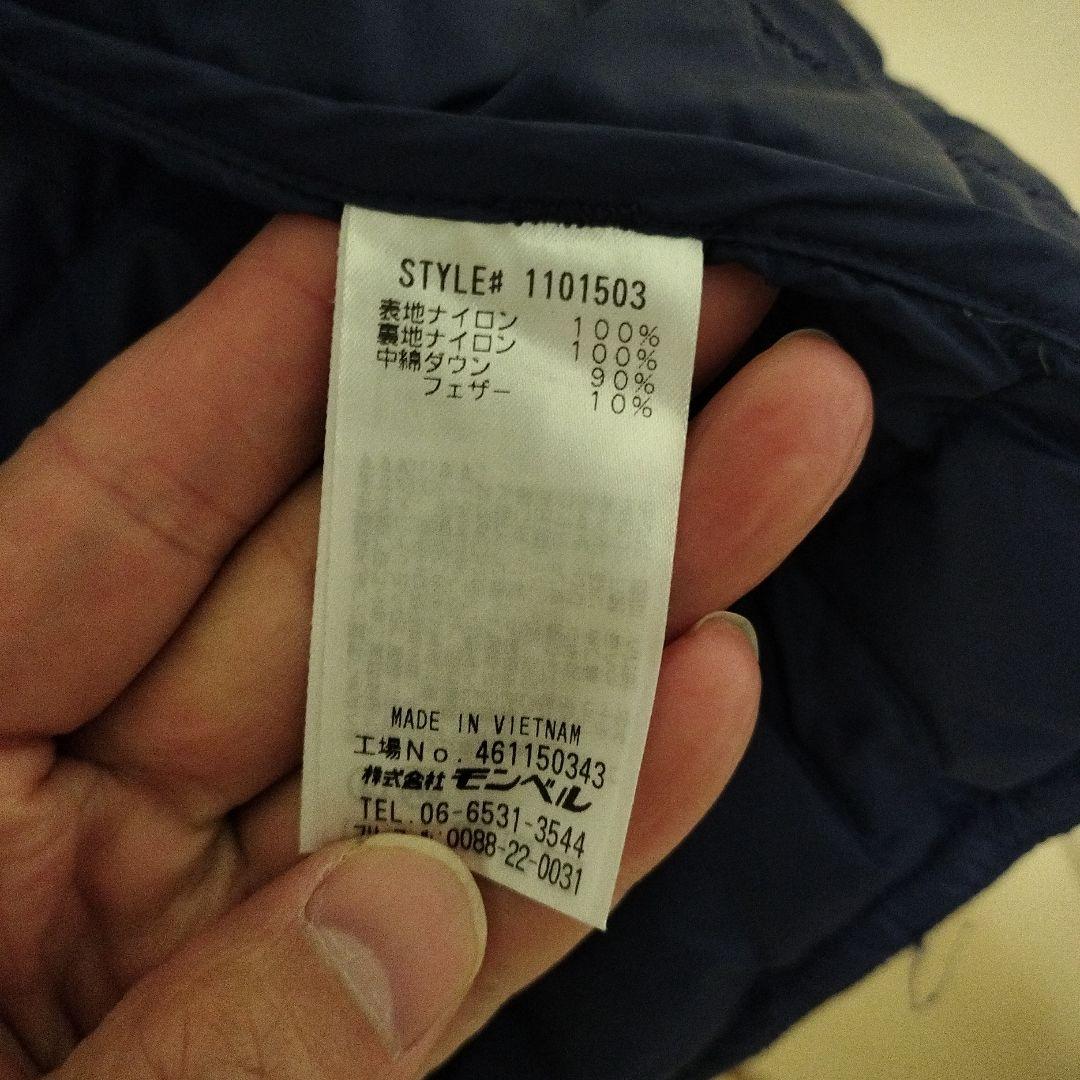 STYLE# 1101503
表地ナイロン 100%
裏地ナイロン 100%
中綿ダウン 90%
フェザー 10%
MADE IN VIETNAM
工場No. 461150343
株式会社 モンベル
TEL.06-6531-3544
0088-22-0031